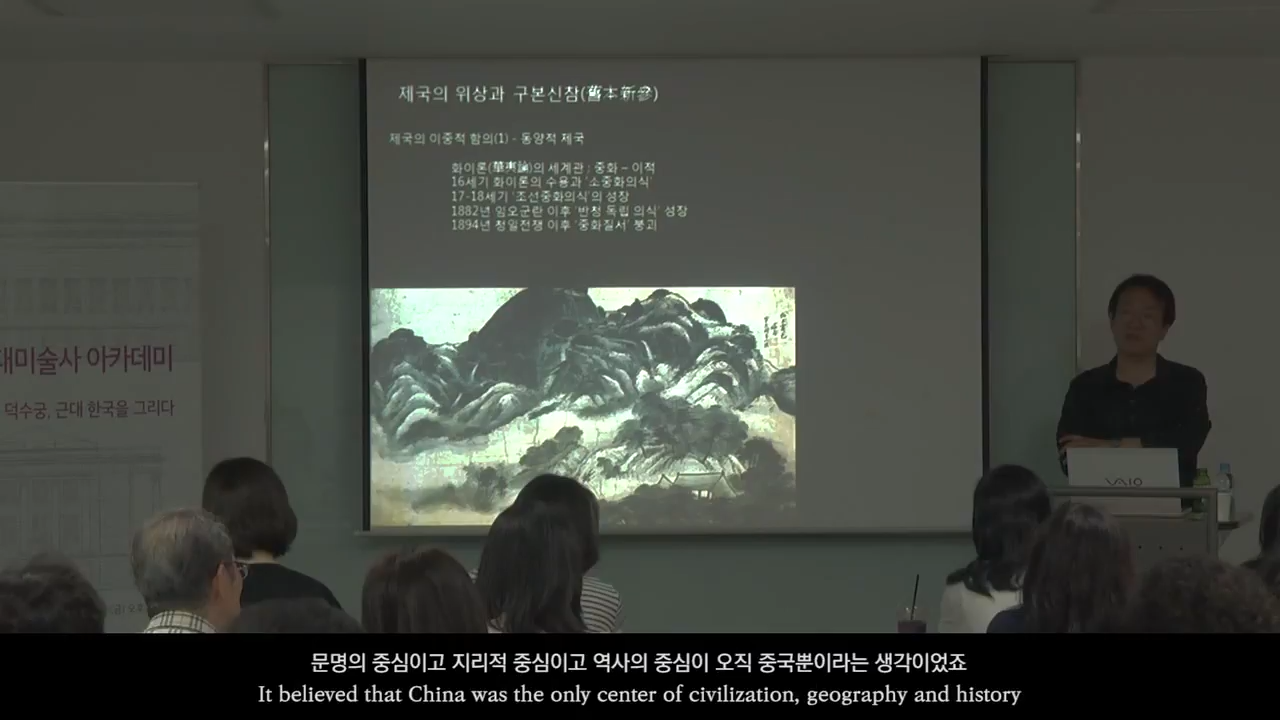 제국의 위상과 구본신참(舊本新參)
제국의 이중적 함의(1) - 동양적 제국
화이론(華夷論)의 세계관 ; 중화 – 이적
16세기 화이론의 수용과 '소중화의식'
17-18세기 '조선중화의식'의 성장
1882년 임오군란 이후 '반청 독립 의식' 성장
1894년 청일전쟁 이후 '중화질서' 붕괴
대미술사 아카데미
덕수궁, 근대 한국을 그리다
VAIO
문명의 중심이고 지리적 중심이고 역사의 중심이 오직 중국뿐이라는 생각이었죠
It believed that China was the only center of civilization, geography and history